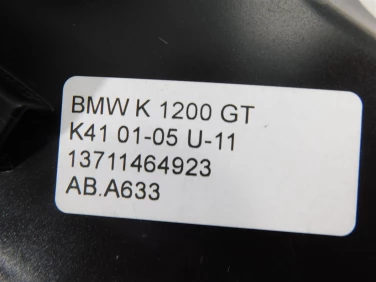 BMW K 1200 GT
K41 01-05 U-11
13711464923
AB.A633